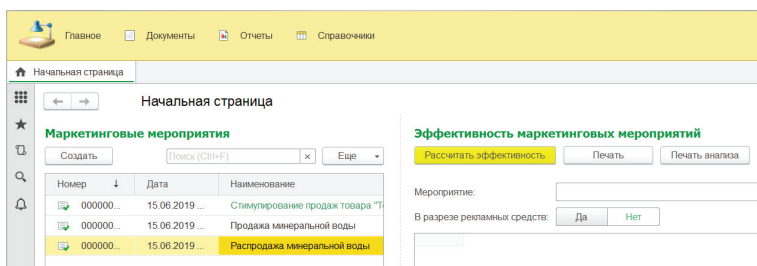 Главное Документы Отчеты Справочники
Начальная страница
Начальная страница
Маркетинговые мероприятия
Создать Поиск (Ctrl+F) x Еще
Номер ↓ Дата Наименование
000000... 15.06.2019 ... Стимулирование продаж товара "Т
000000... 15.06.2019 ... Продажа минеральной воды
000000... 15.06.2019 ... Распродажа минеральной воды
Эффективность маркетинговых мероприятий
Рассчитать эффективность Печать Печать анализа
Мероприятие:
В разрезе рекламных средств: Да Нет